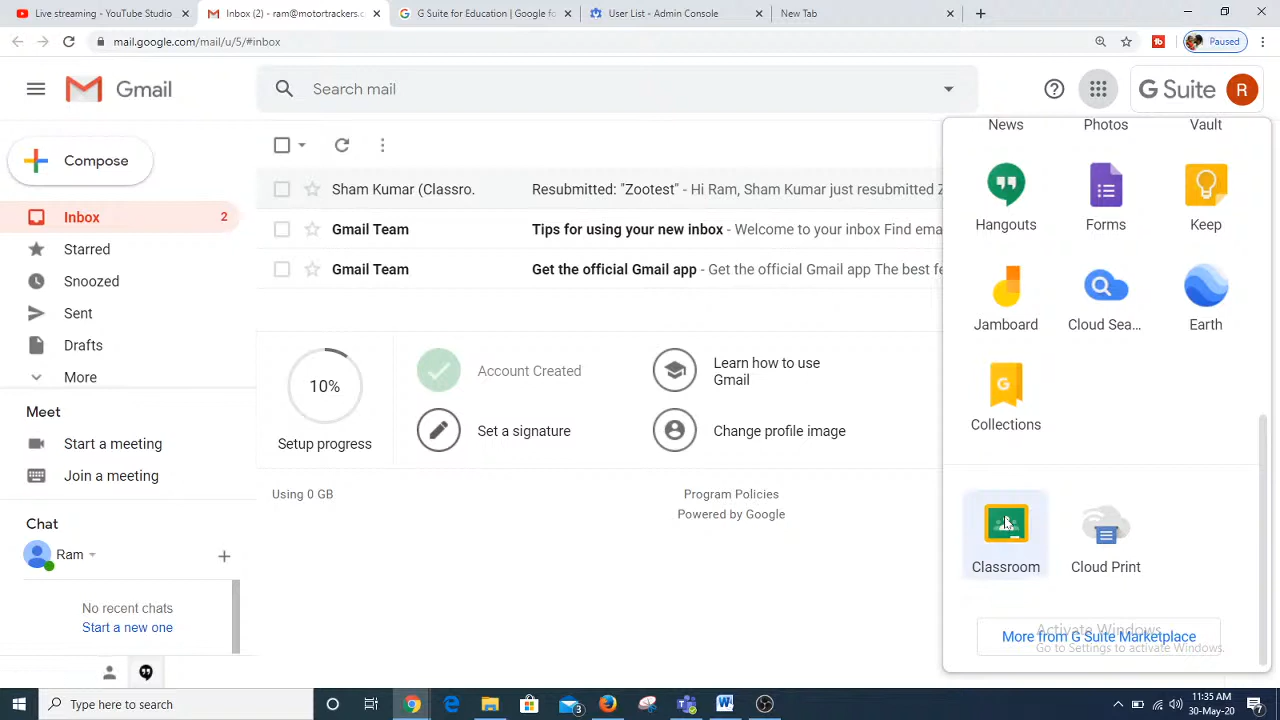 Live streaming - YouTube Studio
Inbox (2) - ram@motortrackers.c
G Suite for Education | Google fo
User List - Admin Console
New Tab
mail.google.com/mail/u/5/#inbox
Paused
Gmail
Search mail
G Suite
R
Compose
Inbox 2
Starred
Snoozed
Sent
Drafts
More
Meet
Start a meeting
Join a meeting
Chat
Ram
No recent chats
Start a new one
Sham Kumar (Classro. Resubmitted: "Zootest" - Hi Ram, Sham Kumar just resubmitted Z
Gmail Team Tips for using your new inbox - Welcome to your inbox Find ema
Gmail Team Get the official Gmail app - Get the official Gmail app The best fe
10%
Setup progress
Account Created
Set a signature
Learn how to use
Gmail
Change profile image
Using 0 GB
Program Policies
Powered by Google
News Photos Vault
Hangouts Forms Keep
Jamboard Cloud Sea... Earth
G
Collections
Classroom Cloud Print
More from G Suite Marketplace
Activate Windows
Go to Settings to activate Windows.
Type here to search
3
11:35 AM
30-May-20
2